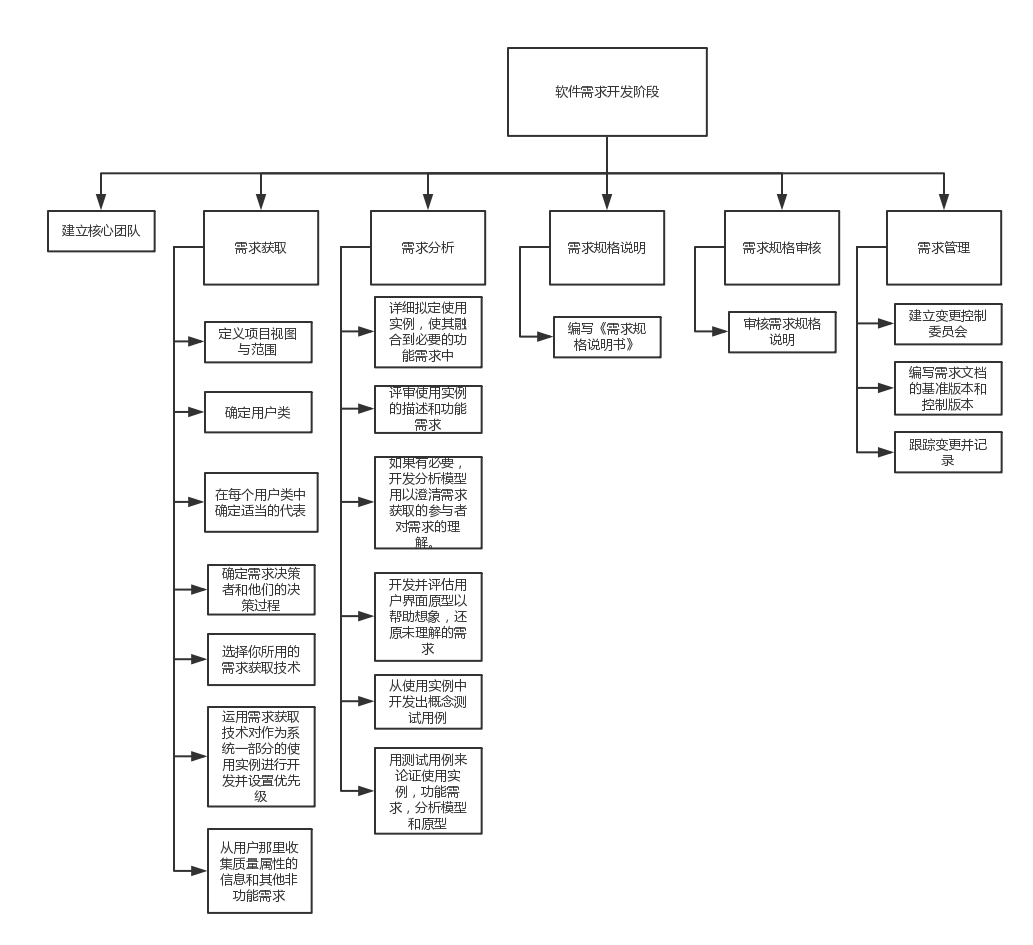 软件需求开发阶段
建立核心团队
需求获取
需求分析
需求规格说明
需求规格审核
需求管理
定义项目视图
与范围
确定用户类
在每个用户类中
确定适当的代表
确定需求决策
者和他们的决
策过程
选择你所用的
需求获取技术
运用需求获取
技术对作为系
统一部分的使
用实例进行开
发并设置优先
级
从用户那里收
集质量属性的
信息和其他非
功能需求
详细拟定使用
实例，使其融
合到必要的功
能需求中
评审使用实例
的描述和功能
需求
如果有必要，
开发分析模型
用以澄清需求
获取的参与者
对需求的理
解。
开发并评估用
户界面原型以
帮助想象，还
原未理解的需
求
从使用实例中
开发出概念测
试用例
用测试用例来
论证使用实
例，功能需
求，分析模型
和原型
编写《需求规
格说明书》
审核需求规格
说明
建立变更控制
委员会
编写需求文档
的基准版本和
控制版本
跟踪变更并记
录